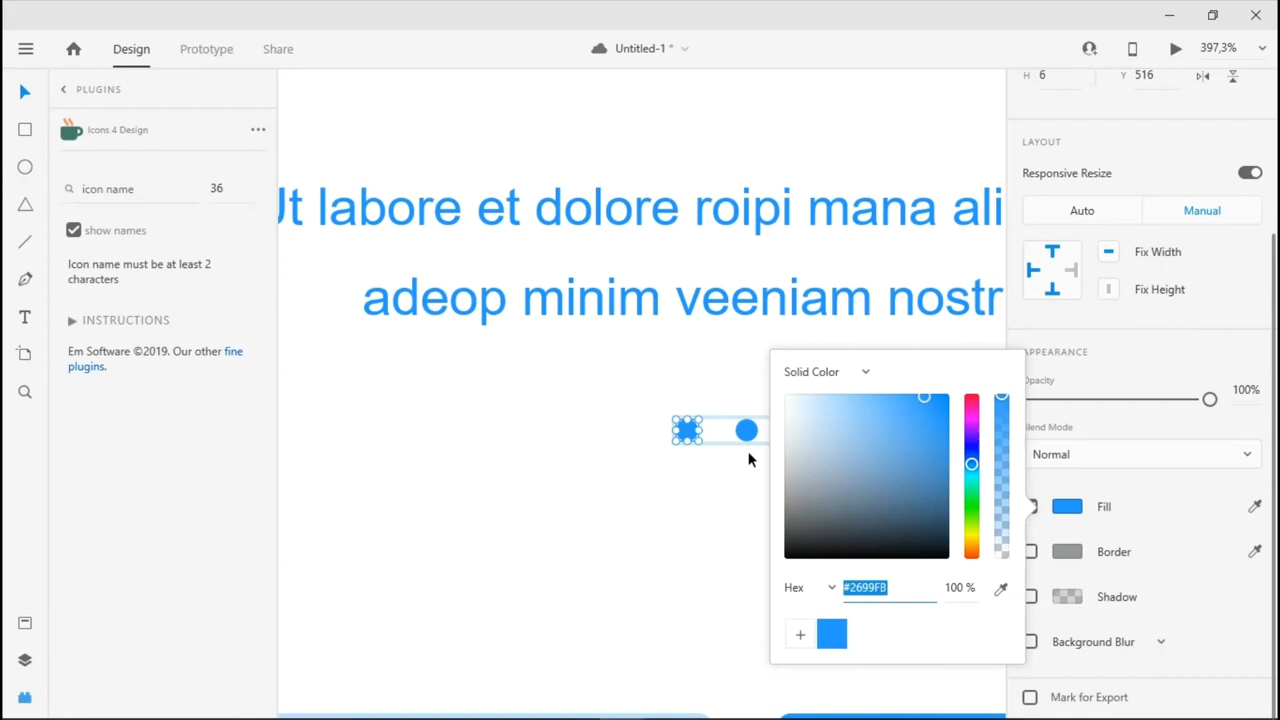 Design
Prototype
Share
Untitled-1 *
397,3%
PLUGINS
Icons 4 Design
icon name
36
show names
Icon name must be at least 2
characters
INSTRUCTIONS
Em Software ©2019. Our other fine
plugins.
Ut labore et dolore roipi mana ali
adeop minim veeniam nostr
H 6
Y 516
LAYOUT
Responsive Resize
Auto
Manual
Fix Width
Fix Height
APPEARANCE
Opacity
100%
Blend Mode
Normal
Fill
Border
Shadow
Background Blur
Mark for Export
Solid Color
Hex
#2699FB
100 %
+